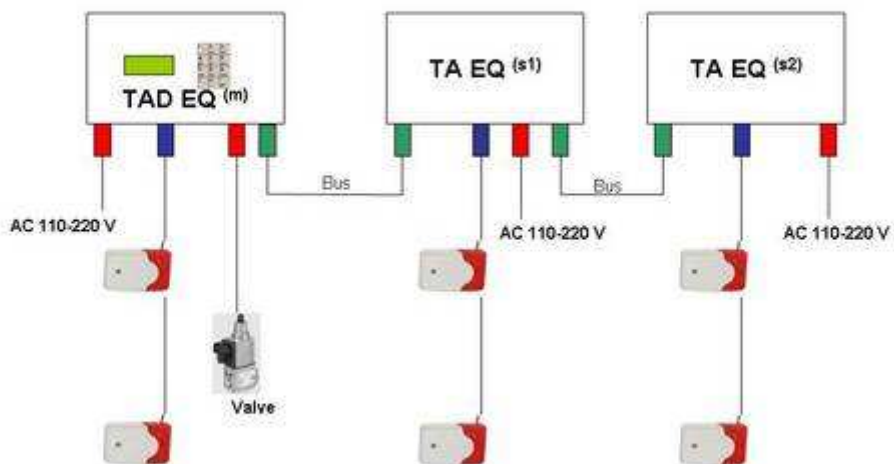 TAD EQ (m)
TA EQ (s1)
TA EQ (s2)
Bus
Bus
AC 110-220 V
AC 110-220 V
AC 110-220 V
Valve